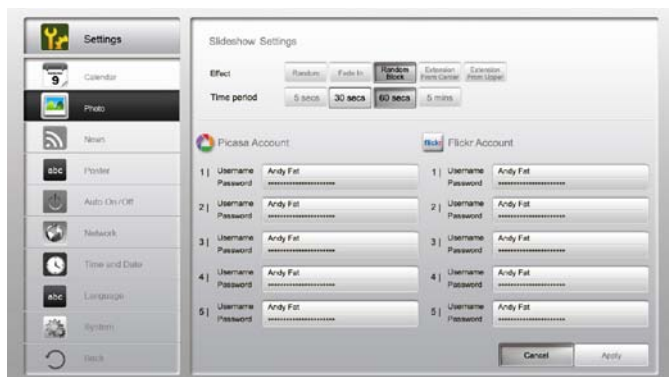 Settings
9
Calendar
Photo
News
abc
Poster
Auto On/Off
Network
Time and Date
abc
Language
System
Back
Slideshow Settings
Effect Random Fade In Random Block Extension From Center Extension From Upper
Time period 5 secs 30 secs 60 secs 5 mins
Picasa Account
1| Username Andy Fat
Password ••••••••••••••••••••••
2| Username Andy Fat
Password ••••••••••••••••••••••
3| Username Andy Fat
Password ••••••••••••••••••••••
4| Username Andy Fat
Password ••••••••••••••••••••••
5| Username Andy Fat
Password ••••••••••••••••••••••
flickr Flickr Account
1| Username Andy Fat
Password ••••••••••••••••••••••
2| Username Andy Fat
Password ••••••••••••••••••••••
3| Username Andy Fat
Password ••••••••••••••••••••••
4| Username Andy Fat
Password ••••••••••••••••••••••
5| Username Andy Fat
Password ••••••••••••••••••••••
Cancel Apply